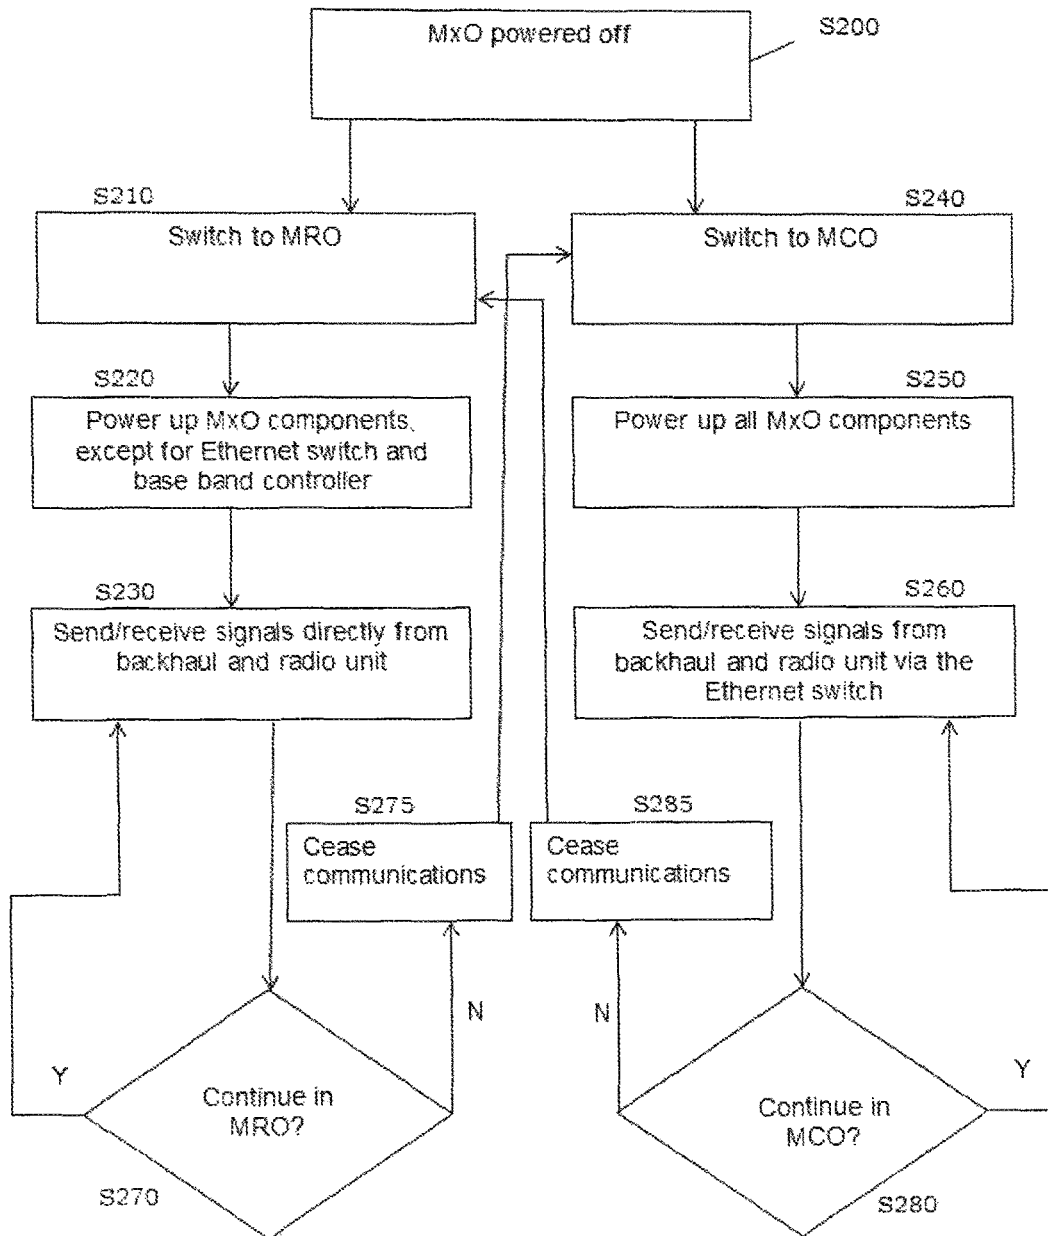 MxO powered off
S200
S210
Switch to MRO
S240
Switch to MCO
S220
Power up MxO components,
except for Ethernet switch and
base band controller
S250
Power up all MxO components
S230
Send/receive signals directly from
backhaul and radio unit
S260
Send/receive signals from
backhaul and radio unit via the
Ethernet switch
S275
Cease
communications
S285
Cease
communications
N
N
Y
Y
Continue in
MRO?
Continue in
MCO?
S270
S280